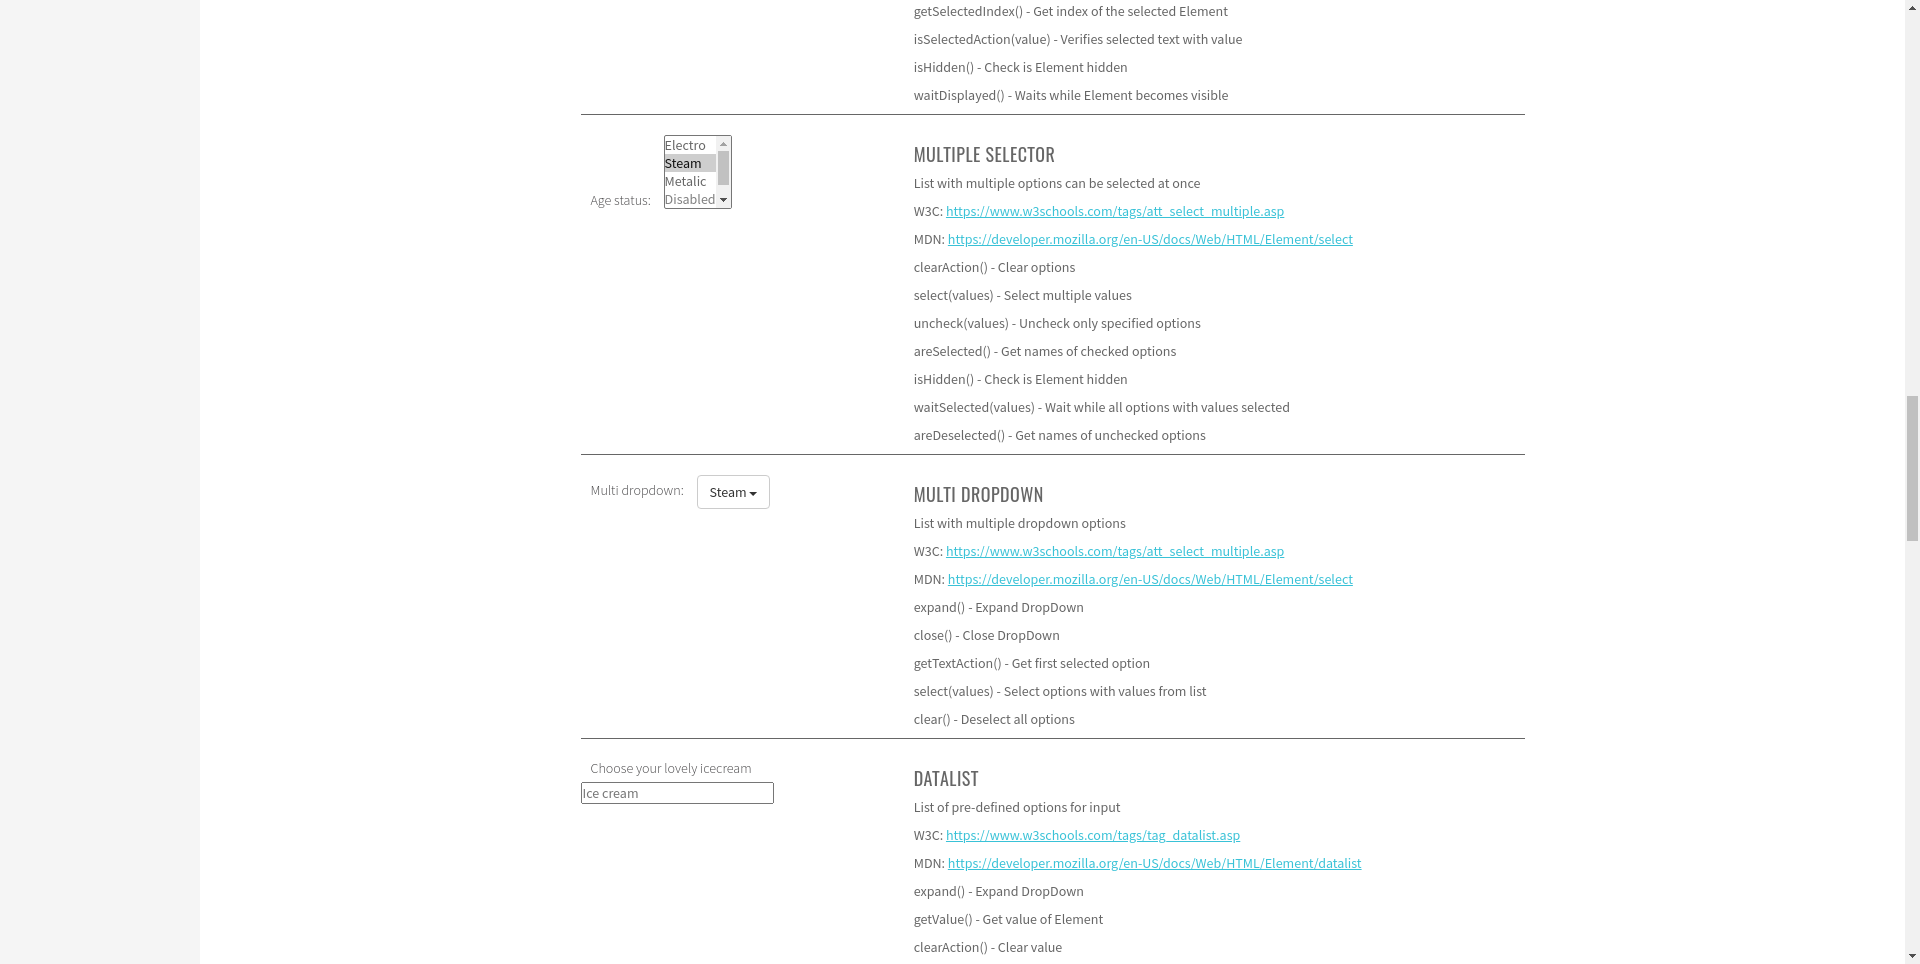 getSelectedIndex() - Get index of the selected Element
isSelectedAction(value) - Verifies selected text with value
isHidden() - Check is Element hidden
waitDisplayed() - Waits while Element becomes visible
Electro
Steam
Metalic
Disabled
Age status:
MULTIPLE SELECTOR
List with multiple options can be selected at once
W3C: https://www.w3schools.com/tags/att_select_multiple.asp
MDN: https://developer.mozilla.org/en-US/docs/Web/HTML/Element/select
clearAction() - Clear options
select(values) - Select multiple values
uncheck(values) - Uncheck only specified options
areSelected() - Get names of checked options
isHidden() - Check is Element hidden
waitSelected(values) - Wait while all options with values selected
areDeselected() - Get names of unchecked options
Multi dropdown:
Steam
MULTI DROPDOWN
List with multiple dropdown options
W3C: https://www.w3schools.com/tags/att_select_multiple.asp
MDN: https://developer.mozilla.org/en-US/docs/Web/HTML/Element/select
expand() - Expand DropDown
close() - Close DropDown
getTextAction() - Get first selected option
select(values) - Select options with values from list
clear() - Deselect all options
Choose your lovely icecream
Ice cream
DATALIST
List of pre-defined options for input
W3C: https://www.w3schools.com/tags/tag_datalist.asp
MDN: https://developer.mozilla.org/en-US/docs/Web/HTML/Element/datalist
expand() - Expand DropDown
getValue() - Get value of Element
clearAction() - Clear value